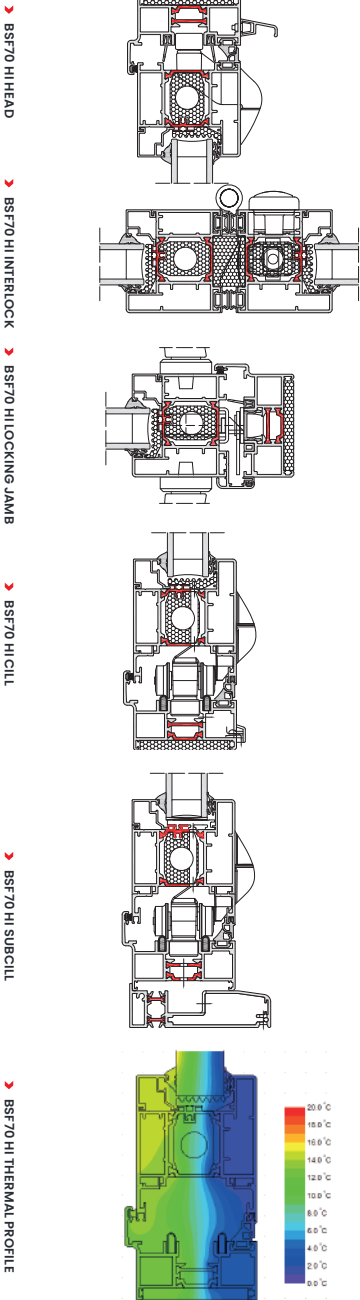 BSF70 HI HEAD
BSF70 HI INTERLOCK
BSF70 HI LOCKING JAMB
BSF70 HI CILL
BSF70 HI SUBCILL
BSF70 HI THERMAL PROFILE
20.0°C
18.0°C
16.0°C
14.0°C
12.0°C
10.0°C
8.0°C
6.0°C
4.0°C
2.0°C
0.0°C